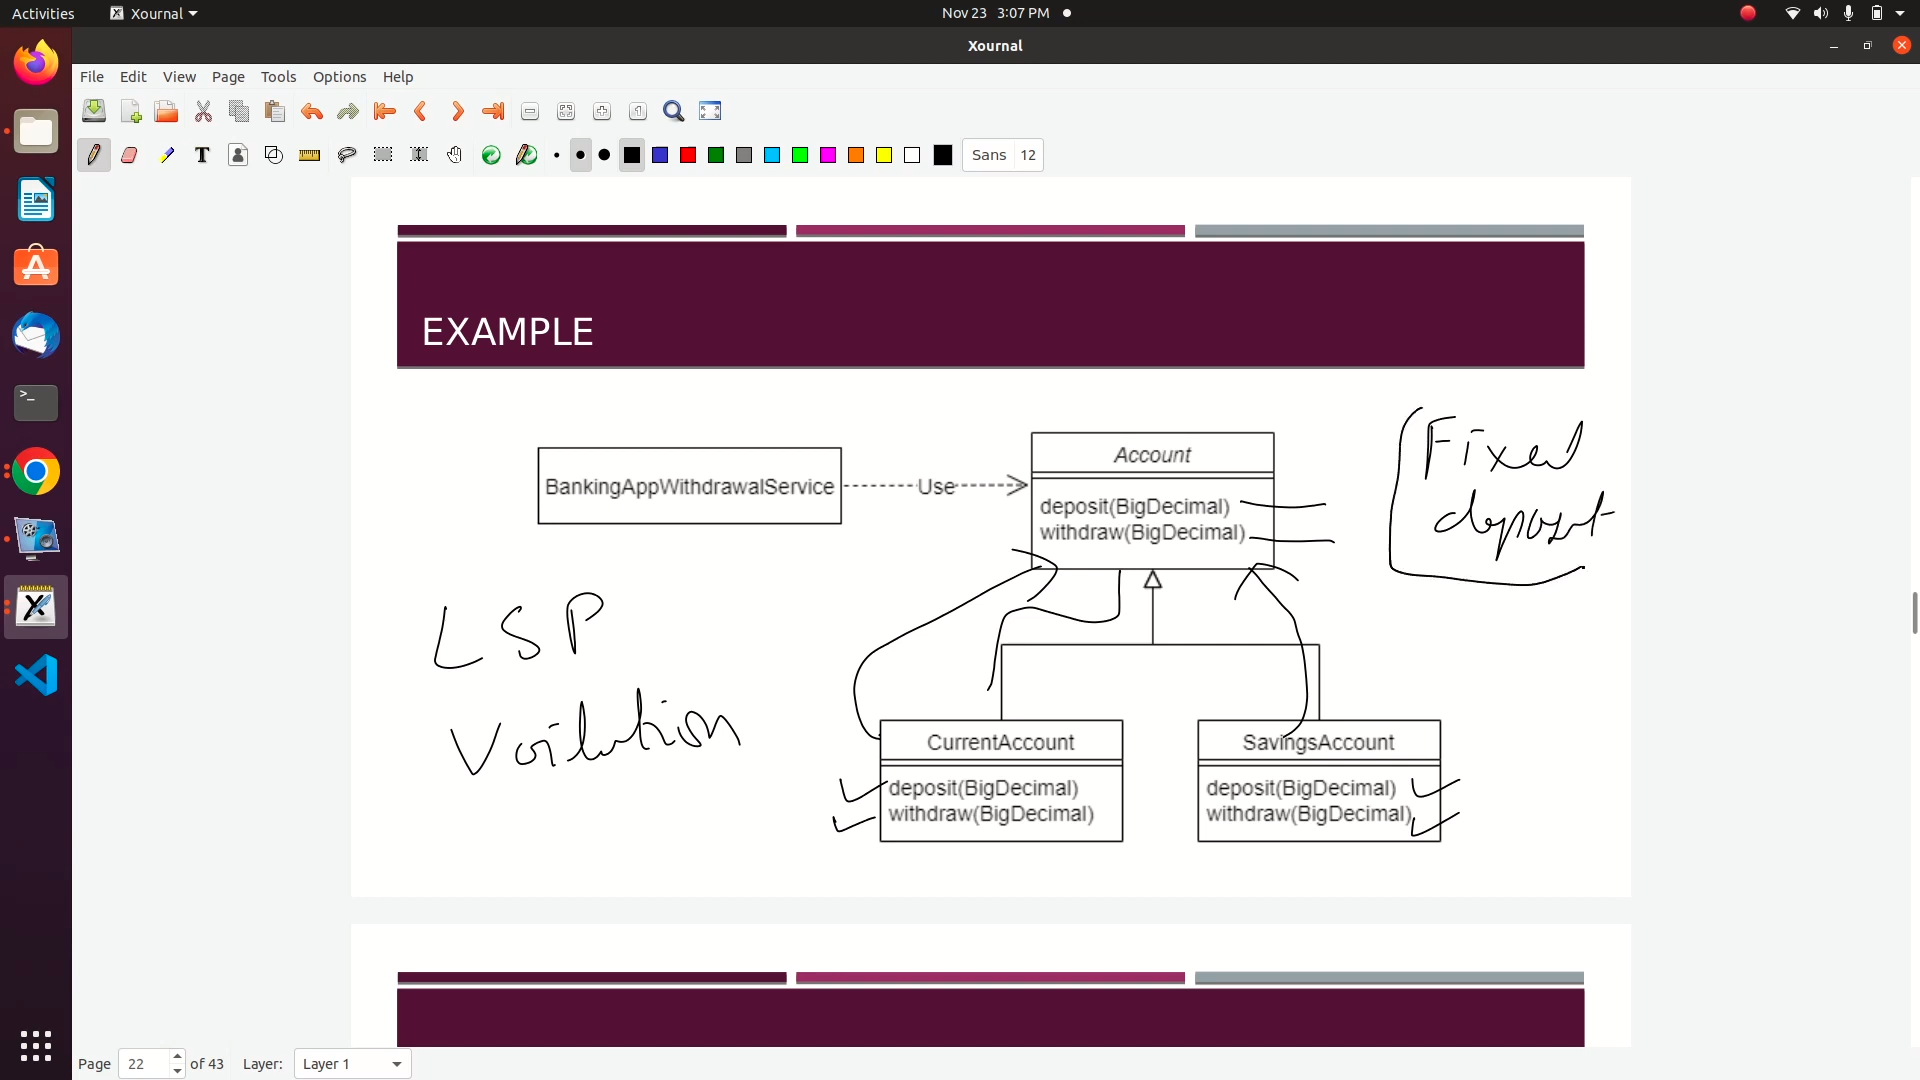 Activities Xournal Nov 23 3:07 PM
Xournal
File Edit View Page Tools Options Help
Sans 12
EXAMPLE
BankingAppWithdrawalService
Use
Account
deposit(BigDecimal)
withdraw(BigDecimal)
Fixed
deposit
LSP
Voilution
CurrentAccount
deposit(BigDecimal)
withdraw(BigDecimal)
SavingsAccount
deposit(BigDecimal)
withdraw(BigDecimal)
Page 22 of 43 Layer: Layer 1